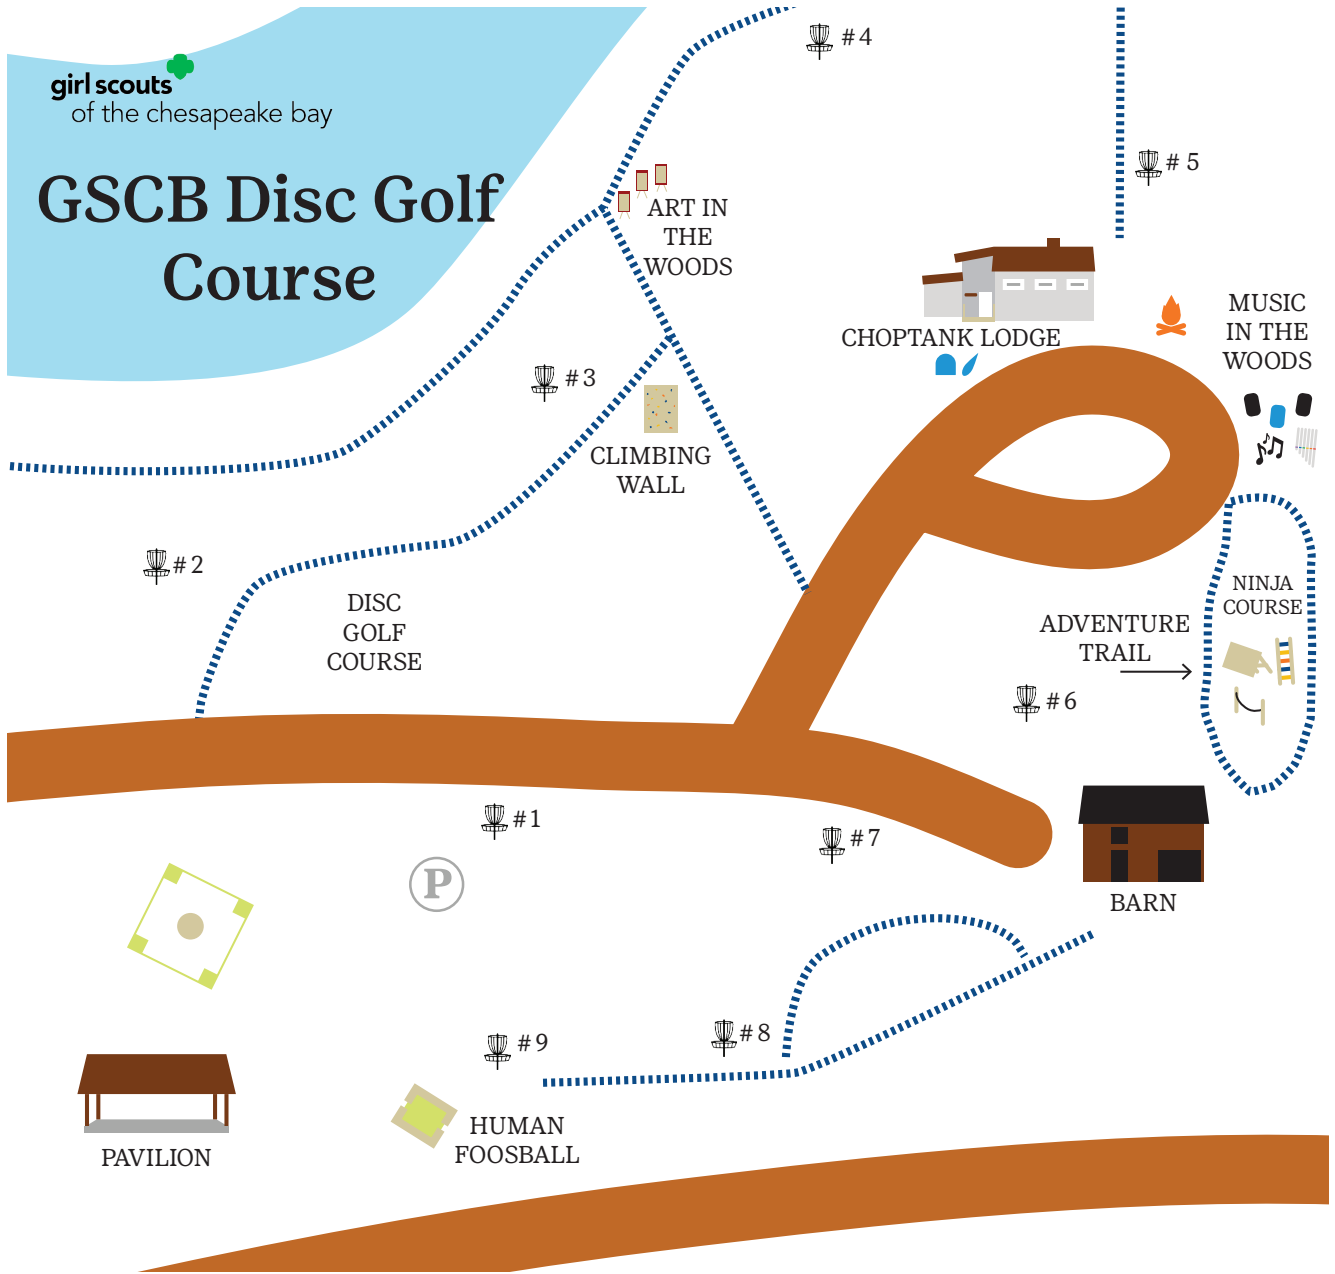 girl scouts
of the chesapeake bay
GSCB Disc Golf
Course
#4
#5
ART IN
THE
WOODS
CHOPTANK LODGE
MUSIC
IN THE
WOODS
#3
CLIMBING
WALL
#2
DISC
GOLF
COURSE
NINJA
COURSE
ADVENTURE
TRAIL
#6
#1
#7
P
BARN
#9
#8
HUMAN
FOOSBALL
PAVILION